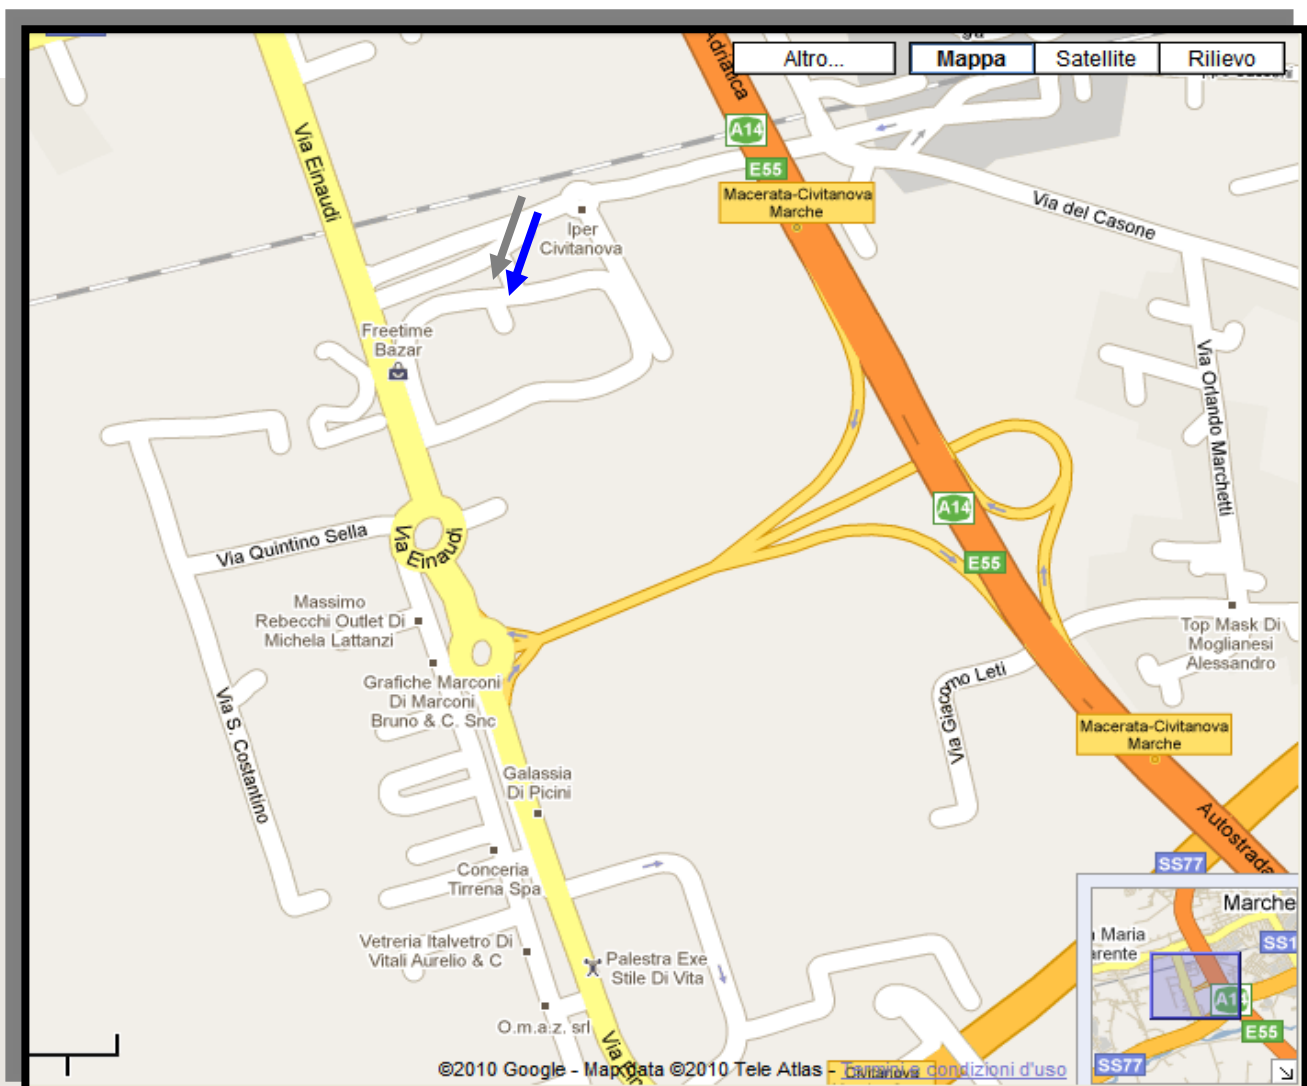 Altro...
Mappa
Satellite
Rilievo
Adriatica
A14
E55
Macerata-Civitanova
Marche
Via Einaudi
Via del Casone
Iper
Civitanova
Freetime
Bazar
Via Orlando Marchetti
A14
E55
Via Quintino Sella
Via Einaudi
Massimo
Rebecchi Outlet Di
Michela Lattanzi
Grafiche Marconi
Di Marconi
Bruno & C. Snc
Top Mask Di
Moglianesi
Alessandro
Via Giacomo Leti
Via S. Costantino
Macerata-Civitanova
Marche
Galassia
Di Picini
Autostrada
SS77
Conceria
Tirrena Spa
Vetreria Italvetro Di
Vitali Aurelio & C
Palestra Exe
Stile Di Vita
O.m.a.z. srl
Via
Marche
Maria
SS1
A14
E55
SS77
©2010 Google - Map data ©2010 Tele Atlas - Termini e condizioni d'uso
Civitanova